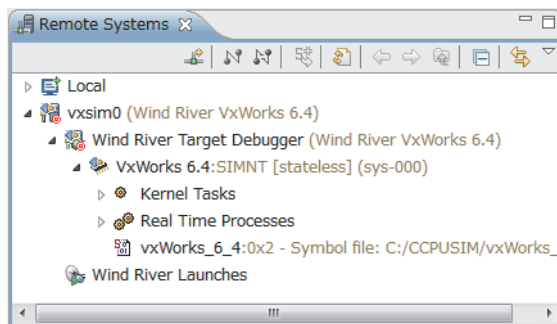 Remote Systems
Local
vxsim0 (Wind River VxWorks 6.4)
Wind River Target Debugger (Wind River VxWorks 6.4)
VxWorks 6.4:SIMNT [stateless] (sys-000)
Kernel Tasks
Real Time Processes
vxWorks_6_4:0x2 - Symbol file: C:/CCPUSIM/vxWorks_
Wind River Launches